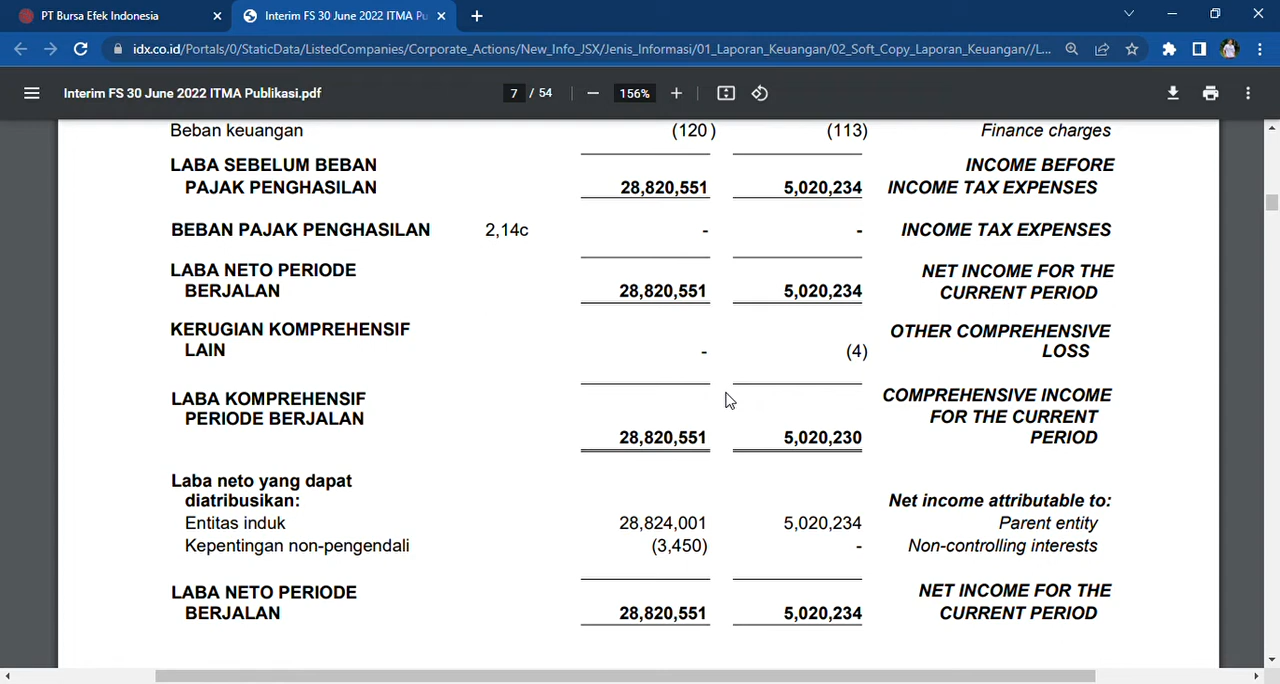 PT Bursa Efek Indonesia
Interim FS 30 June 2022 ITMA Pu
idx.co.id/Portals/0/StaticData/ListedCompanies/Corporate_Actions/New_Info_JSX/Jenis_Informasi/01_Laporan_Keuangan/02_Soft_Copy_Laporan_Keuangan//L...
Interim FS 30 June 2022 ITMA Publikasi.pdf 7 / 54 156%
Beban keuangan (120 ) (113) Finance charges
LABA SEBELUM BEBAN INCOME BEFORE
PAJAK PENGHASILAN 28,820,551 5,020,234 INCOME TAX EXPENSES
BEBAN PAJAK PENGHASILAN 2,14c - - INCOME TAX EXPENSES
LABA NETO PERIODE NET INCOME FOR THE
BERJALAN 28,820,551 5,020,234 CURRENT PERIOD
KERUGIAN KOMPREHENSIF OTHER COMPREHENSIVE
LAIN - (4) LOSS
LABA KOMPREHENSIF COMPREHENSIVE INCOME
PERIODE BERJALAN FOR THE CURRENT
28,820,551 5,020,230 PERIOD
Laba neto yang dapat
diatribusikan: Net income attributable to:
Entitas induk 28,824,001 5,020,234 Parent entity
Kepentingan non-pengendali (3,450) - Non-controlling interests
LABA NETO PERIODE NET INCOME FOR THE
BERJALAN 28,820,551 5,020,234 CURRENT PERIOD